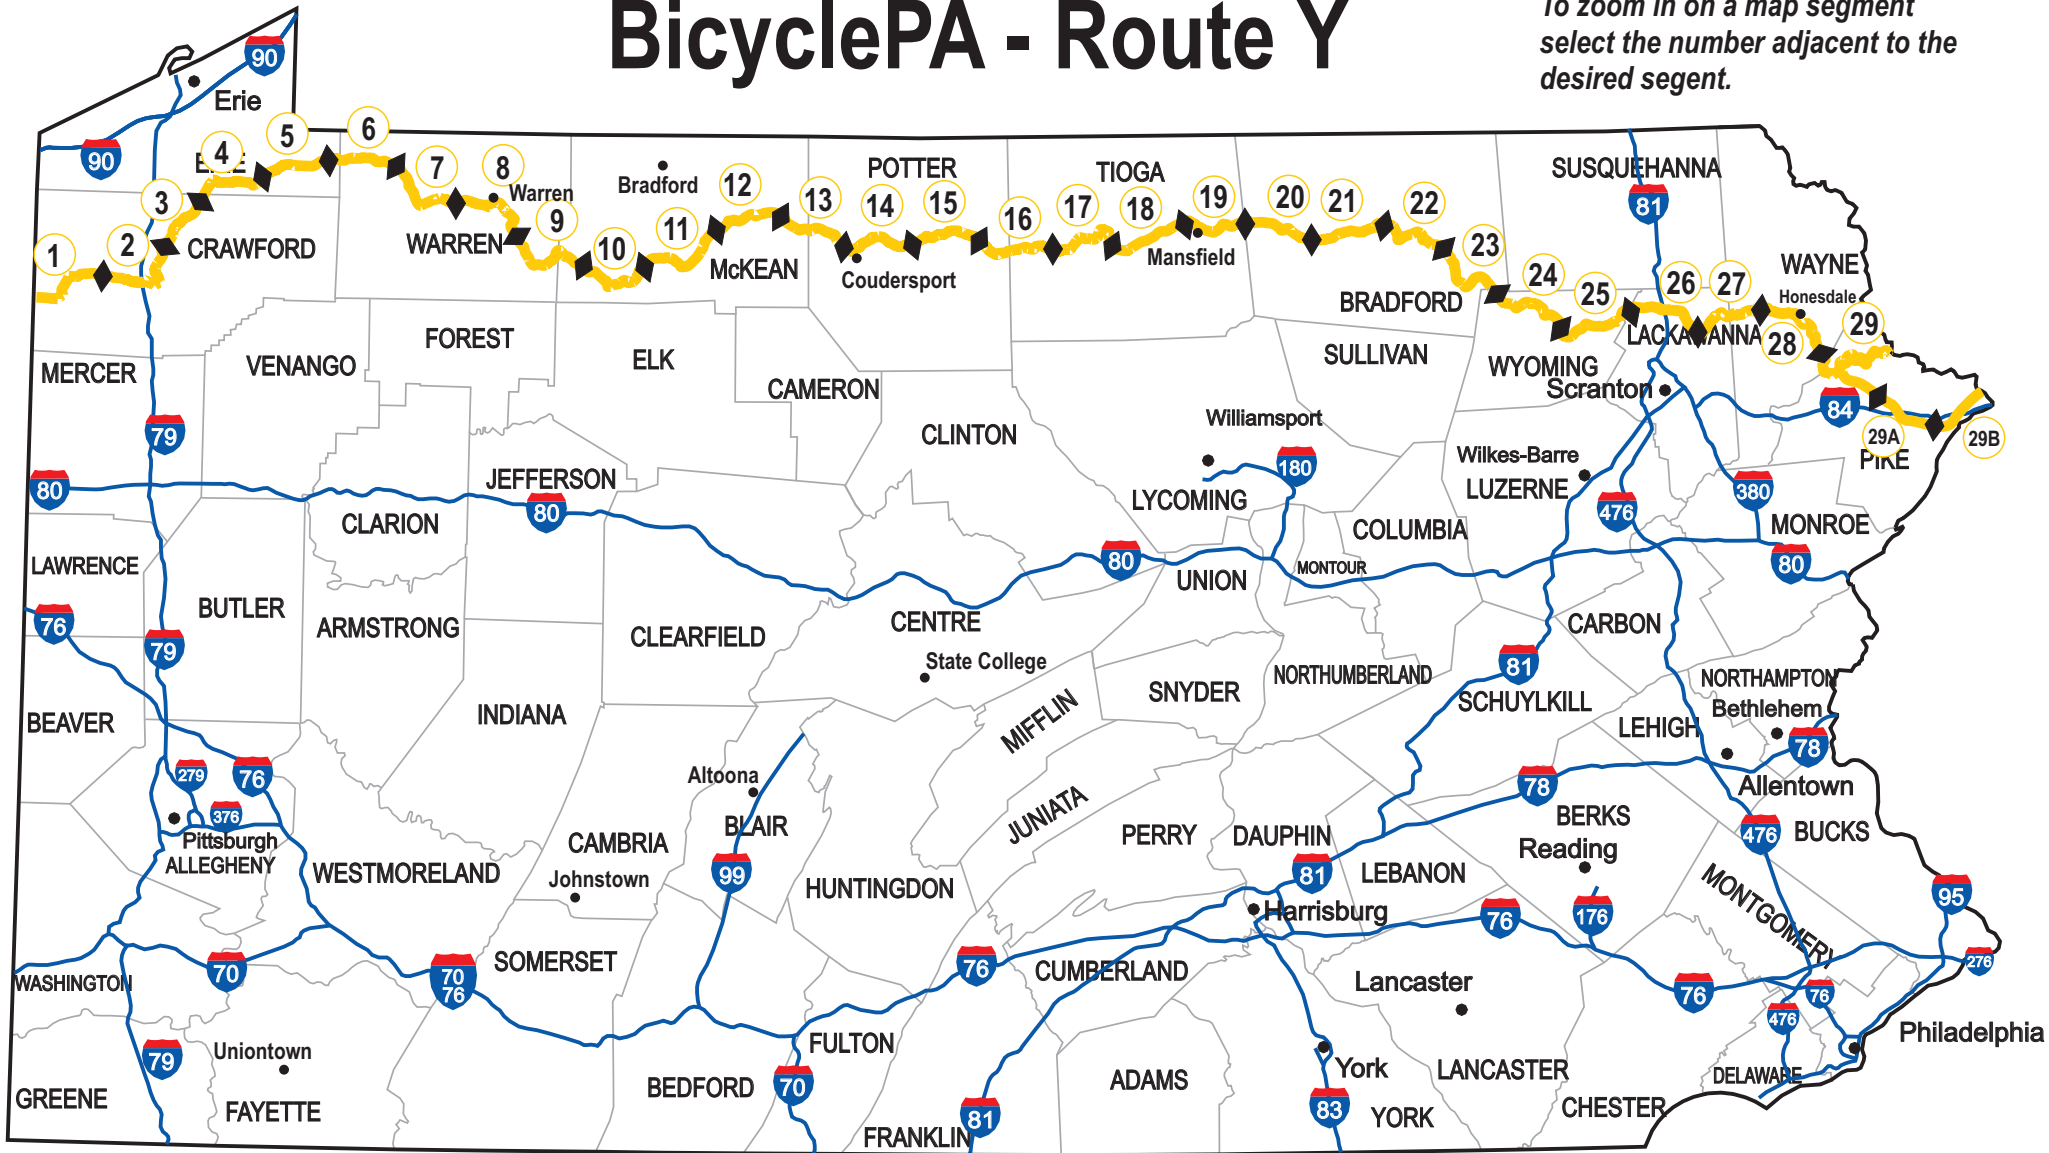 BicyclePA - Route Y
To zoom in on a map segment
select the number adjacent to the
desired segent.
90
Erie
90
ERIE
1
2
3
4
5
6
7
8
9
10
11
12
13
14
15
16
17
18
19
20
21
22
23
24
25
26
27
28
29
29A
29B
CRAWFORD
WARREN
Warren
Bradford
McKEAN
POTTER
Coudersport
TIOGA
Mansfield
BRADFORD
SUSQUEHANNA
81
WAYNE
Honesdale
LACKAWANNA
WYOMING
Scranton
84
PIKE
MERCER
VENANGO
FOREST
ELK
CAMERON
CLINTON
SULLIVAN
Williamsport
180
LYCOMING
Wilkes-Barre
LUZERNE
476
380
MONROE
80
79
80
JEFFERSON
80
CLARION
80
COLUMBIA
MONTOUR
UNION
LAWRENCE
76
79
BUTLER
ARMSTRONG
CLEARFIELD
CENTRE
State College
CARBON
81
NORTHUMBERLAND
SNYDER
MIFFLIN
SCHUYLKILL
NORTHAMPTON
Bethlehem
LEHIGH
78
Allentown
BEAVER
INDIANA
279
76
376
Pittsburgh
ALLEGHENY
WESTMORELAND
Altoona
BLAIR
CAMBRIA
Johnstown
99
HUNTINGDON
JUNIATA
PERRY
DAUPHIN
81
LEBANON
78
BERKS
Reading
476
BUCKS
MONTGOMERY
95
276
176
76
Harrisburg
CUMBERLAND
76
SOMERSET
70
76
70
WASHINGTON
Lancaster
76
76
476
Philadelphia
DELAWARE
CHESTER
LANCASTER
York
83
YORK
ADAMS
FULTON
FRANKLIN
81
BEDFORD
70
79
Uniontown
FAYETTE
GREENE